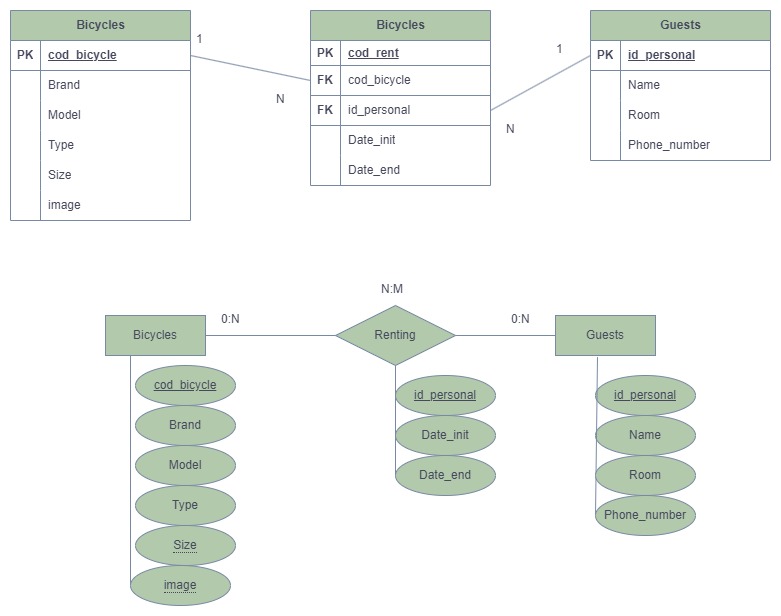 Bicycles
PK cod_bicycle
Brand
Model
Type
Size
image
1
N
Bicycles
PK cod_rent
FK cod_bicycle
FK id_personal
Date_init
Date_end
1
N
Guests
PK id_personal
Name
Room
Phone_number
N:M
Bicycles
0:N
Renting
0:N
Guests
cod_bicycle
Brand
Model
Type
Size
image
id_personal
Date_init
Date_end
id_personal
Name
Room
Phone_number